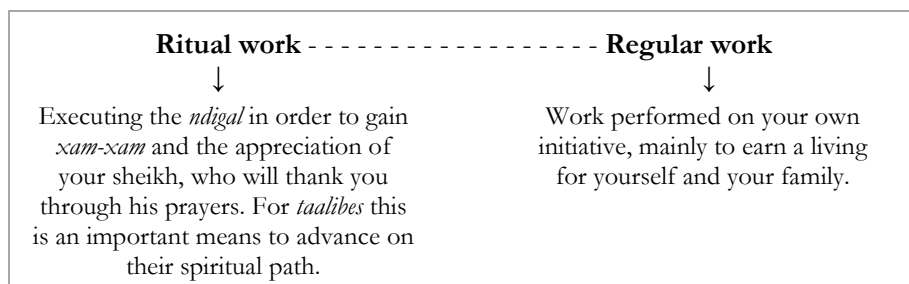 Ritual work - - - - - - - - - - - - - - - - - - Regular work
↓ ↓
Executing the ndigal in order to gain
xam-xam and the appreciation of
your sheikh, who will thank you
through his prayers. For taalibes this
is an important means to advance on
their spiritual path.
Work performed on your own
initiative, mainly to earn a living
for yourself and your family.